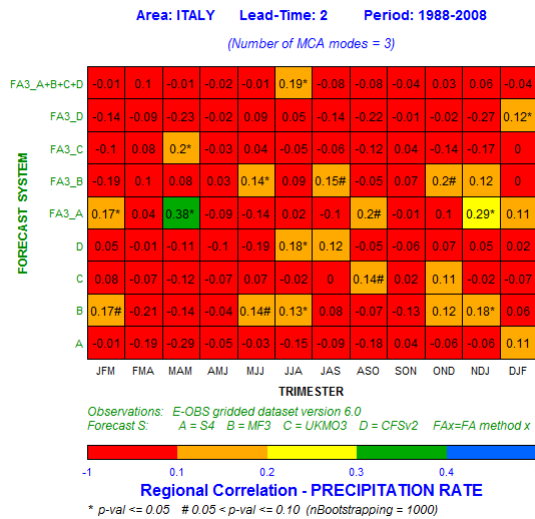 Area: ITALY Lead-Time: 2 Period: 1988-2008
(Number of MCA modes = 3)
FORECAST SYSTEM
FA3_A+B+C+D -0.01 0.1 -0.01 -0.02 -0.01 0.19* -0.08 -0.08 -0.04 0.03 0.06 -0.04
FA3_D -0.14 -0.09 -0.23 -0.02 0.09 0.05 -0.14 -0.22 -0.01 -0.02 -0.27 0.12*
FA3_C -0.1 0.08 0.2* -0.03 0.04 -0.05 -0.06 -0.12 0.04 -0.14 -0.17 0
FA3_B -0.19 0.1 0.08 0.03 0.14* 0.09 0.15# -0.05 0.07 0.2# 0.12 0
FA3_A 0.17* 0.04 0.38* -0.09 -0.14 0.02 -0.1 0.2# -0.01 0.1 0.29* 0.11
D 0.05 -0.01 -0.11 -0.1 -0.19 0.18* 0.12 -0.05 -0.06 0.07 0.05 0.02
C 0.08 -0.07 -0.12 -0.07 0.07 -0.02 0 0.14# 0.02 0.11 -0.02 -0.07
B 0.17# -0.21 -0.14 -0.04 0.14# 0.13* 0.08 -0.07 -0.13 0.12 0.18* 0.06
A -0.01 -0.19 -0.29 -0.05 -0.03 -0.15 -0.09 -0.18 0.04 -0.06 -0.06 0.11
JFM FMA MAM AMJ MJJ JJA JAS ASO SON OND NDJ DJF
TRIMESTER
Observations: E-OBS gridded dataset version 6.0
Forecast S: A = S4 B = MF3 C = UKMO3 D = CFSv2 FAx=FA method x
-1 0.1 0.2 0.3 0.4
Regional Correlation - PRECIPITATION RATE
* p-val <= 0.05 # 0.05 < p-val <= 0.10 (nBootstrapping = 1000)